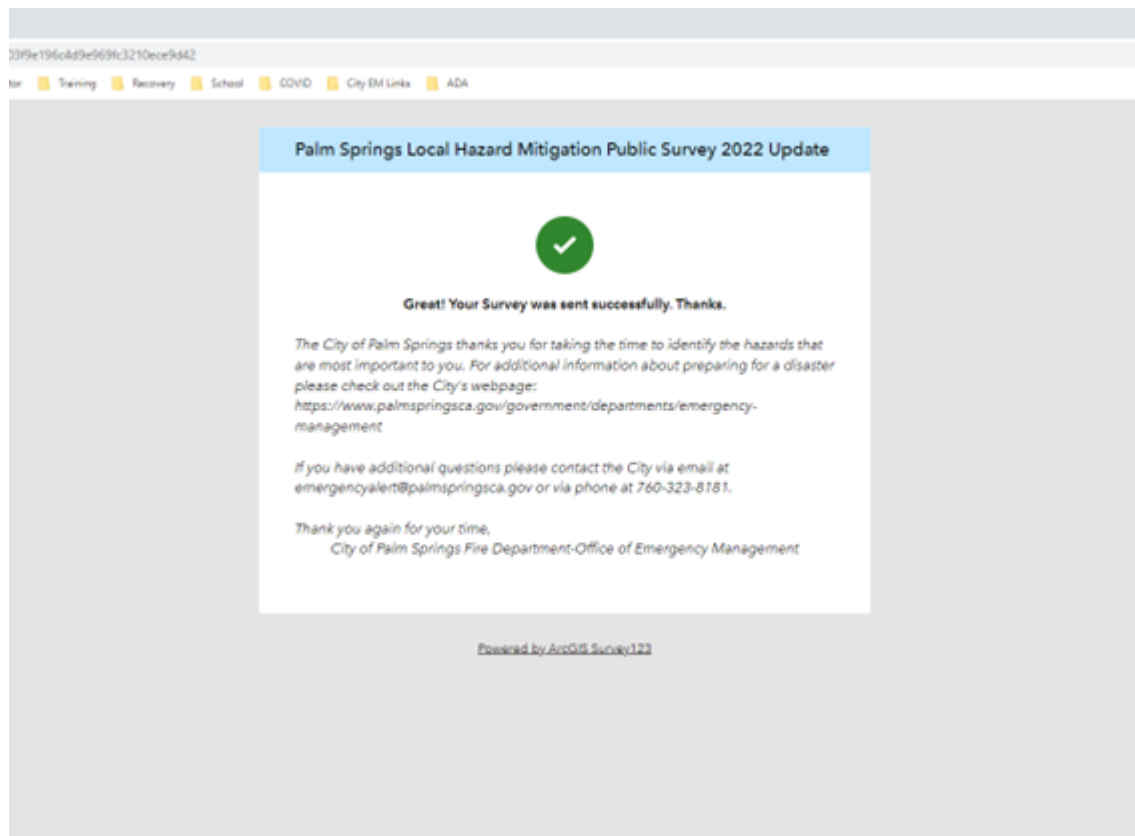 Training Recovery School COVID City EM Links ADA
Palm Springs Local Hazard Mitigation Public Survey 2022 Update
Great! Your Survey was sent successfully. Thanks.
The City of Palm Springs thanks you for taking the time to identify the hazards that
are most important to you. For additional information about preparing for a disaster
please check out the City's webpage:
https://www.palmspringsca.gov/government/departments/emergency-
management
If you have additional questions please contact the City via email at
emergencyalert@palmspringsca.gov or via phone at 760-323-8181.
Thank you again for your time,
City of Palm Springs Fire Department-Office of Emergency Management
Powered by ArcGIS Survey123